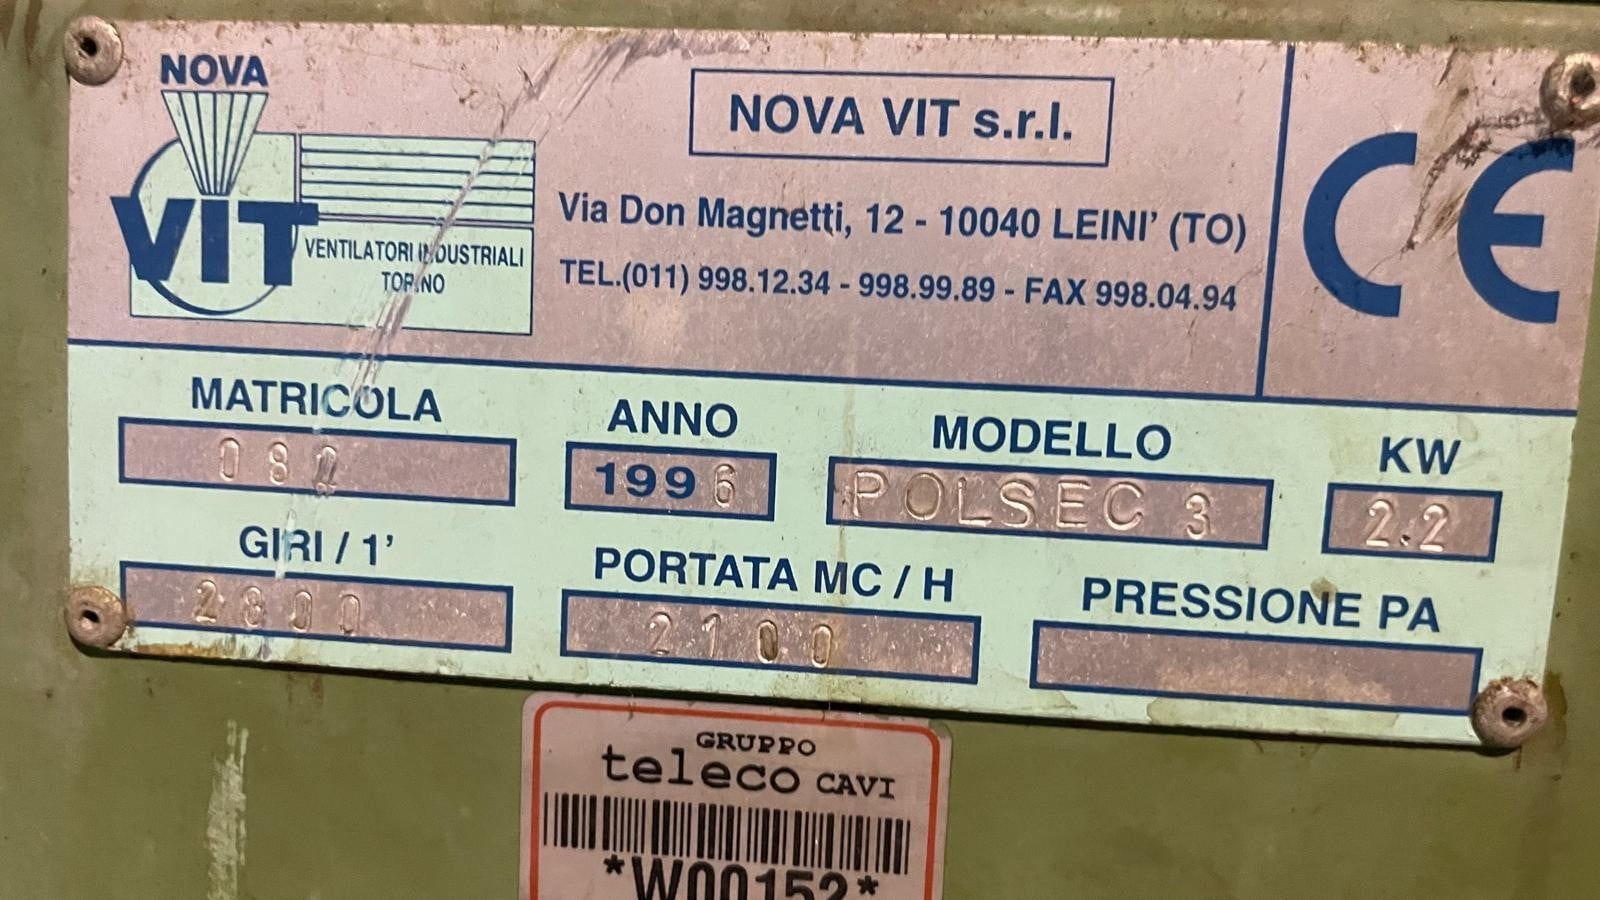 NOVA
VIT
VENTILATORI INDUSTRIALI
TORINO
NOVA VIT s.r.l.
Via Don Magnetti, 12 - 10040 LEINI' (TO)
TEL.(011) 998.12.34 - 998.99.89 - FAX 998.04.94
CE
MATRICOLA ANNO MODELLO KW
1996 POLSEC 3 2.2
GIRI / 1' PORTATA MC / H PRESSIONE PA
2800 2100
GRUPPO
teleco CAVI
*W00152*